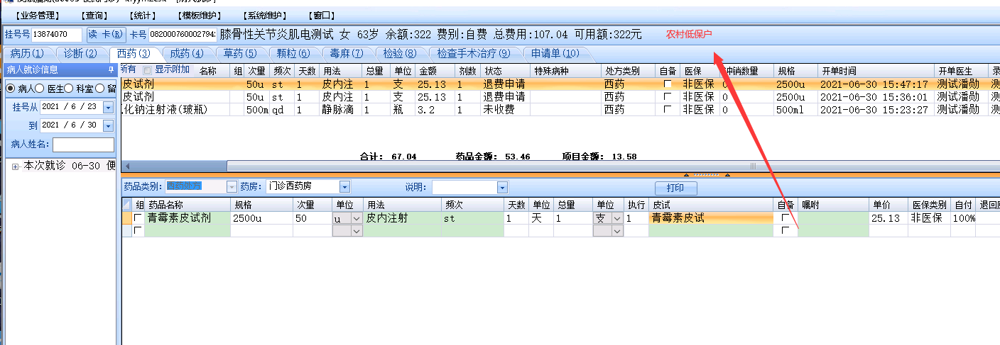 【业务管理】 【查询】 【统计】 【模板维护】 【系统维护】 【窗口】
挂号号 13874070 读 卡(R) 卡号 082000760002794 膝骨性关节炎肌电测试 女 63岁 余额:322 费别:自费 总费用:107.04 可用额:322元 农村低保户
病历(1) 诊断(2) 西药(3) 成药(4) 草药(5) 颗粒(6) 毒麻(7) 检验(8) 检查手术治疗(9) 申请单(10)
病人就诊信息
病人 医生 科室 留
挂号从 2021 / 6 / 23
到 2021 / 6 / 30
病人姓名:
本次就诊 06-30 便
所有 显示附加 名称 组 次量 频次 天数 用法 总量 单位 金额 剂数 状态 特殊病种 处方类别 自备 医保 冲销数量 规格 开单时间 开单医生 录
皮试剂 50u st 1 皮内注 1 支 25.13 1 退费申请 西药 非医保 0 2500u 2021-06-30 15:47:17 测试潘勋 测
皮试剂 50u st 1 皮内注 1 支 25.13 1 退费申请 西药 非医保 0 2500u 2021-06-30 15:36:01 测试潘勋 测
化钠注射液(玻瓶) 500m qd 静脉滴 1 瓶 3.2 1 未收费 西药 非医保 0 500ml 2021-06-30 15:23:27 测试潘勋 测
合计: 67.04 药品金额: 53.46 项目金额: 13.58
药品类别: 西药处方 药房: 门诊西药房 说明: 打印
组 药品名称 规格 次量 单位 用法 频次 天数 单位 总量 单位 执行 皮试 自备 嘱咐 单价 医保类别 自付 退回原
青霉素皮试剂 2500u 50 u 皮内注射 st 1 天 1 支 1 青霉素皮试 25.13 非医保 100%